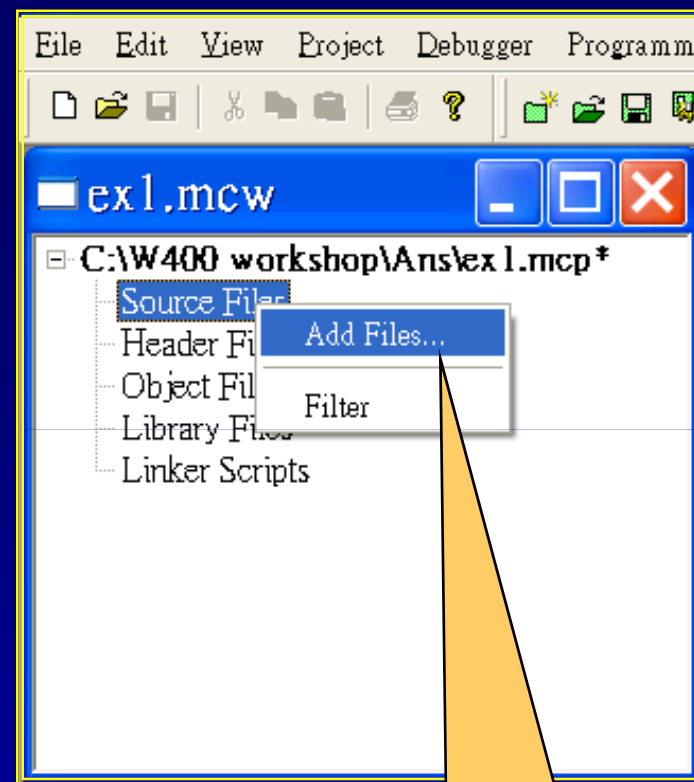 File Edit View Project Debugger Programm
ex1.mcw
C:\W400 workshop\Ans\ex1.mcp*
Source Files
Add Files...
Header Fi
Object Fil
Filter
Library Files
Linker Scripts